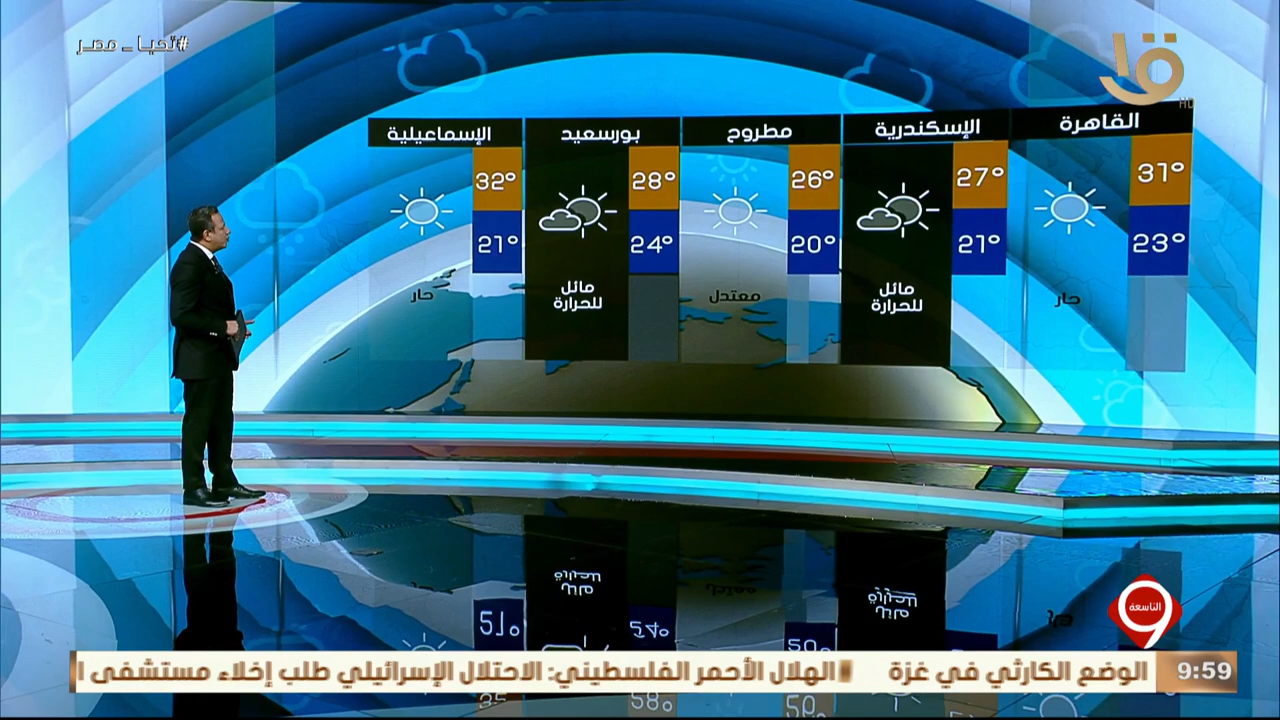 #تحيا_مصر
HD
القاهرة
31°
23°
حار
الإسكندرية
27°
21°
مائل
للحرارة
مطروح
26°
20°
معتدل
بورسعيد
28°
24°
مائل
للحرارة
الإسماعيلية
32°
21°
حار
التاسعة
9
9:59
الوضع الكارثي في غزة
الهلال الأحمر الفلسطيني: الاحتلال الإسرائيلي طلب إخلاء مستشفى ا